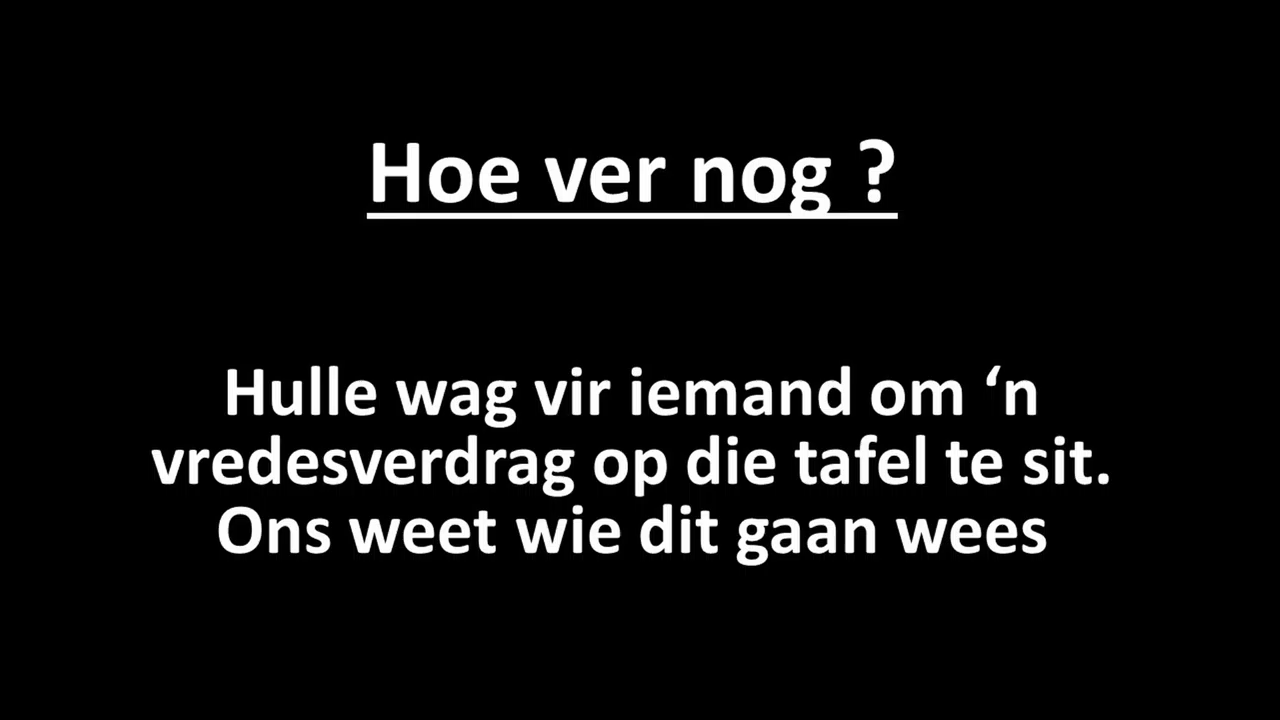 Hoe ver nog ?
Hulle wag vir iemand om ‘n
vredesverdrag op die tafel te sit.
Ons weet wie dit gaan wees